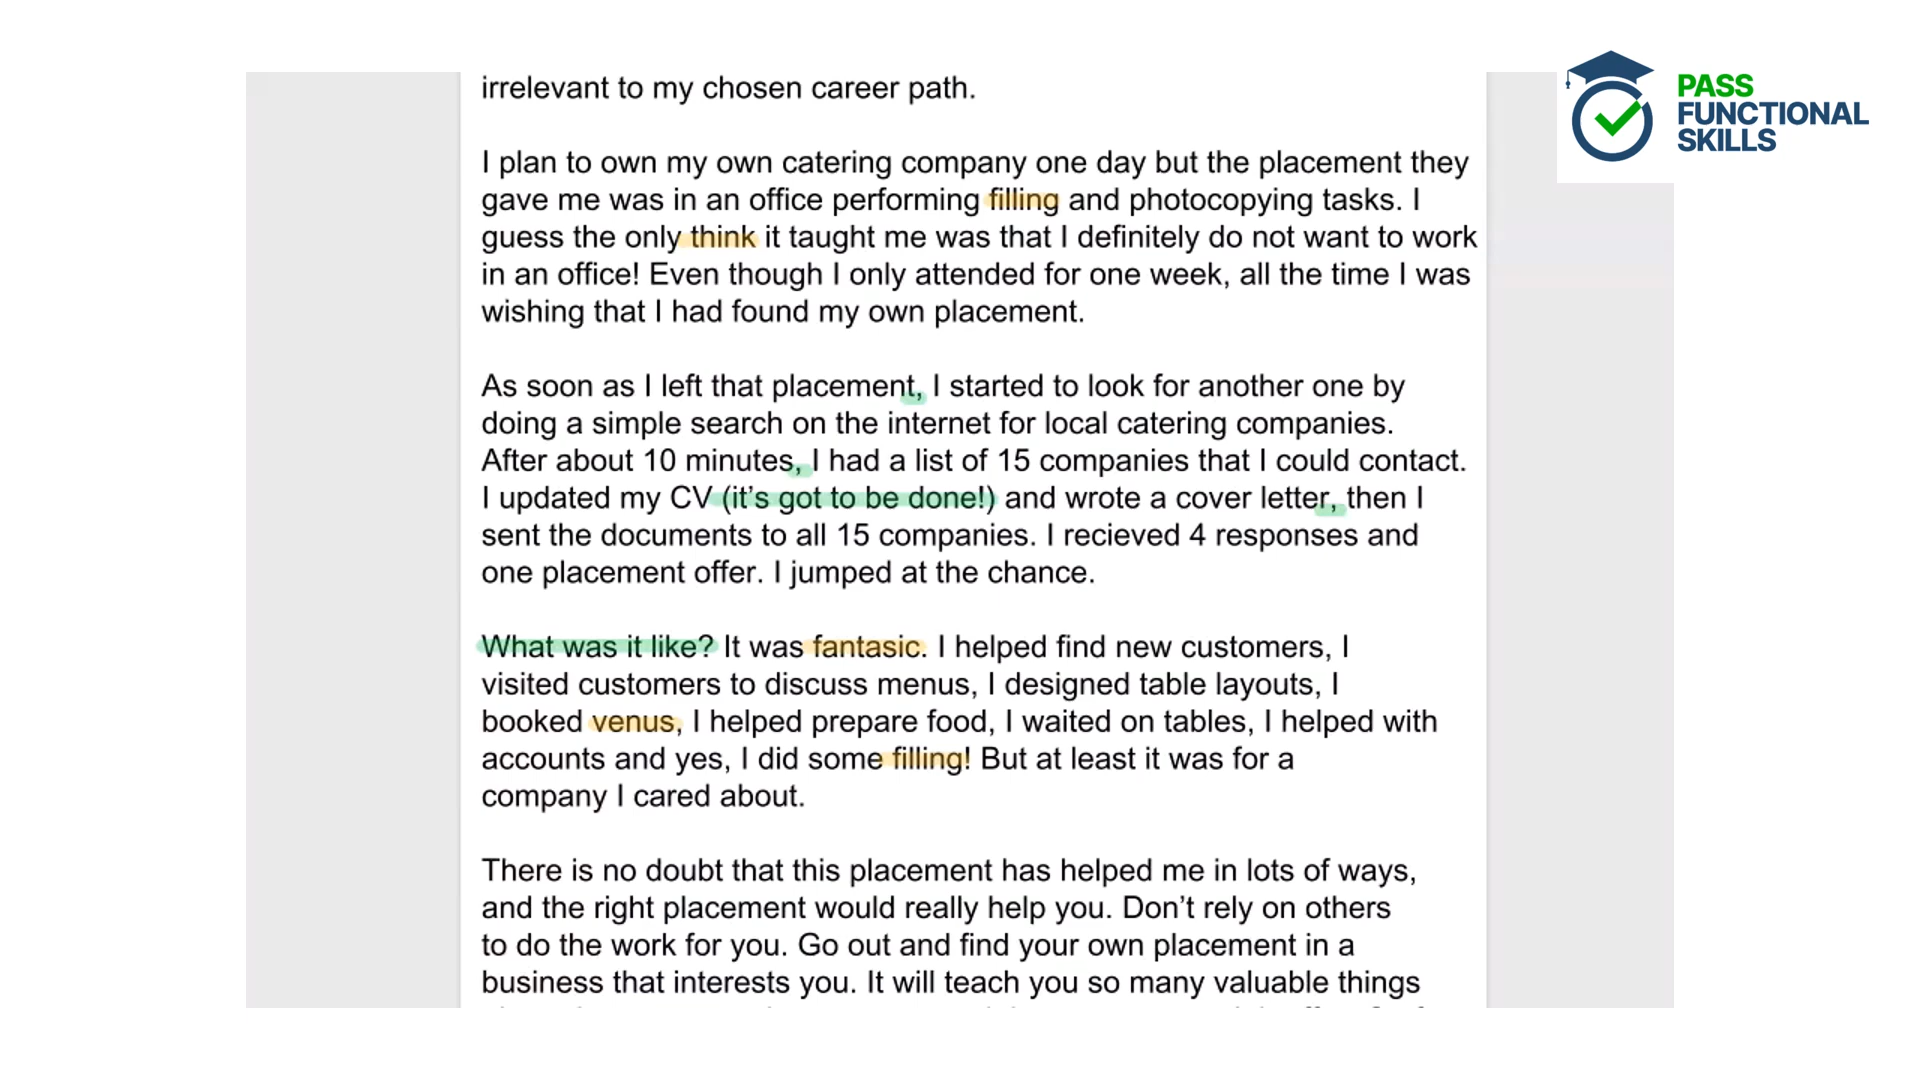 PASS
FUNCTIONAL
SKILLS
irrelevant to my chosen career path.
I plan to own my own catering company one day but the placement they
gave me was in an office performing filling and photocopying tasks. I
guess the only think it taught me was that I definitely do not want to work
in an office! Even though I only attended for one week, all the time I was
wishing that I had found my own placement.
As soon as I left that placement, I started to look for another one by
doing a simple search on the internet for local catering companies.
After about 10 minutes, I had a list of 15 companies that I could contact.
I updated my CV (it's got to be done!) and wrote a cover letter, then I
sent the documents to all 15 companies. I recieved 4 responses and
one placement offer. I jumped at the chance.
What was it like? It was fantasic. I helped find new customers, I
visited customers to discuss menus, I designed table layouts, I
booked venus, I helped prepare food, I waited on tables, I helped with
accounts and yes, I did some filling! But at least it was for a
company I cared about.
There is no doubt that this placement has helped me in lots of ways,
and the right placement would really help you. Don't rely on others
to do the work for you. Go out and find your own placement in a
business that interests you. It will teach you so many valuable things